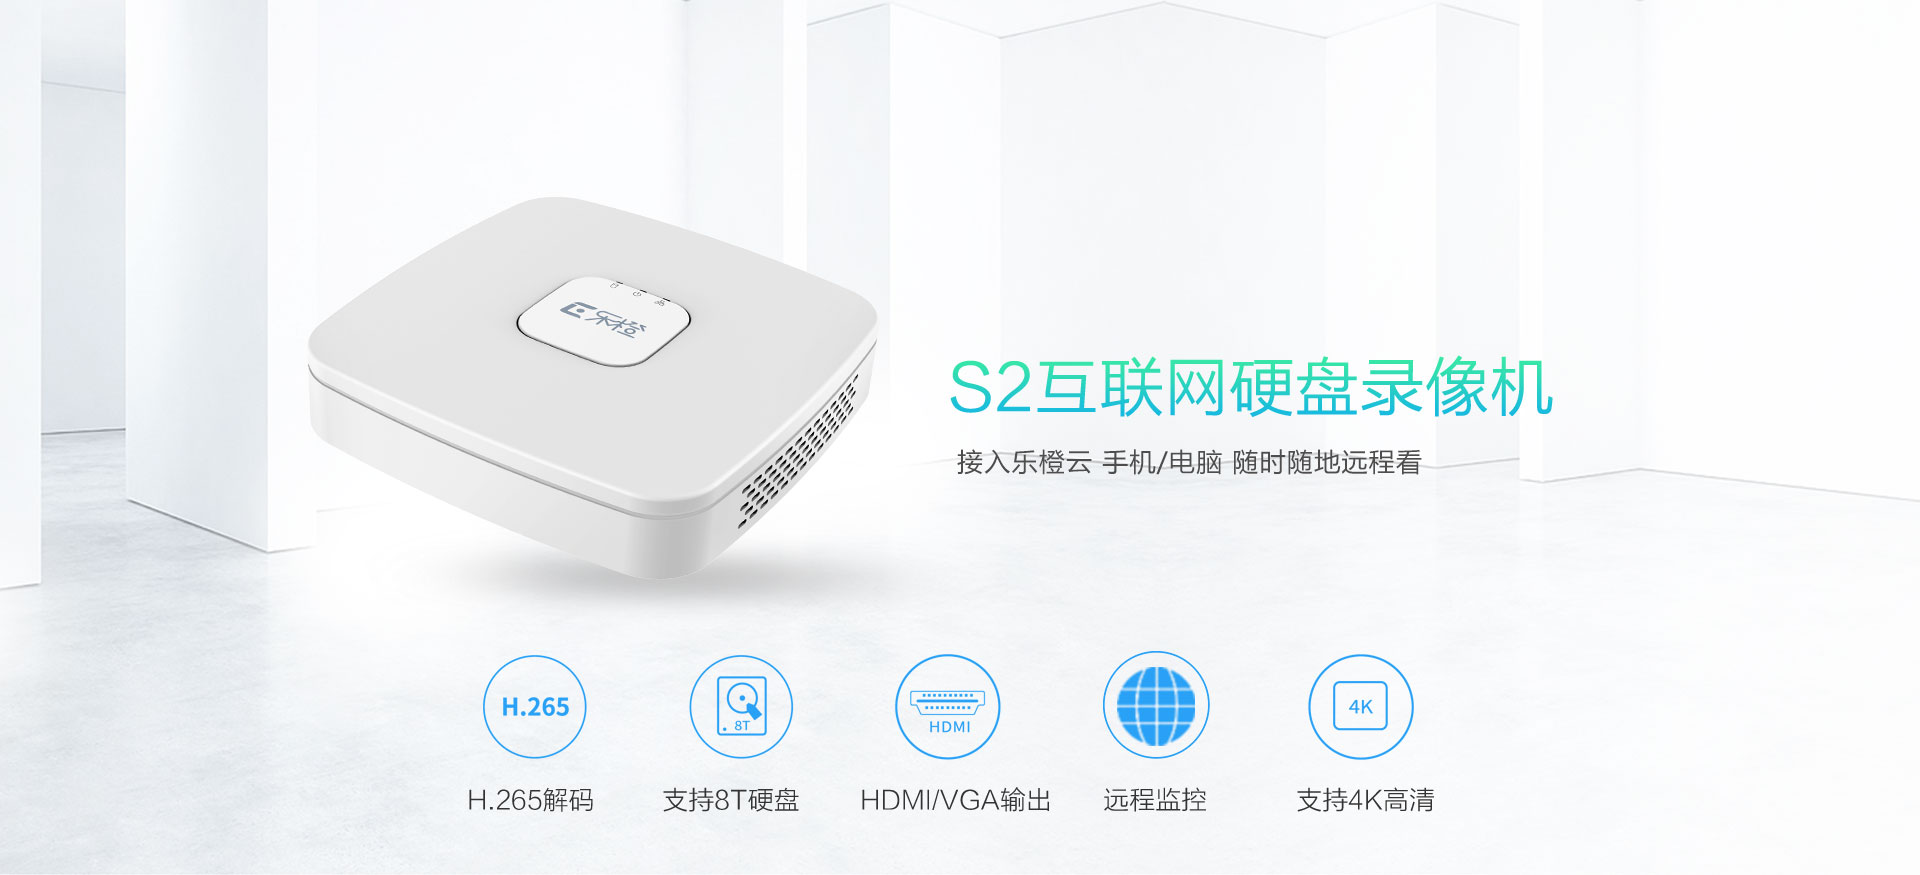 乐橙
S2互联网硬盘录像机
接入乐橙云 手机/电脑 随时随地远程看
H.265
8T
HDMI
4K
H.265解码
支持8T硬盘
HDMI/VGA输出
远程监控
支持4K高清